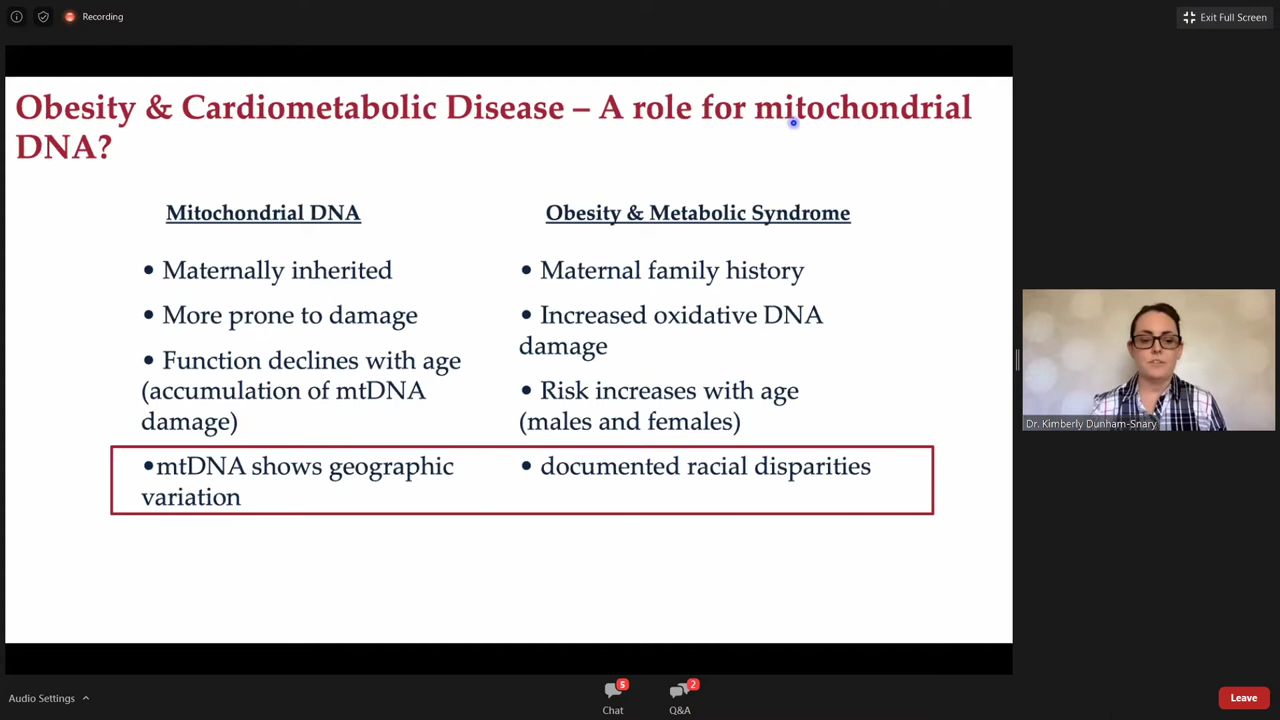 Recording
Exit Full Screen
Obesity & Cardiometabolic Disease – A role for mitochondrial
DNA?
Mitochondrial DNA
• Maternally inherited
• More prone to damage
• Function declines with age
(accumulation of mtDNA
damage)
•mtDNA shows geographic
variation
Obesity & Metabolic Syndrome
• Maternal family history
• Increased oxidative DNA
damage
• Risk increases with age
(males and females)
• documented racial disparities
Dr. Kimberly Dunham-Snary
Audio Settings
5
Chat
2
Q&A
Leave